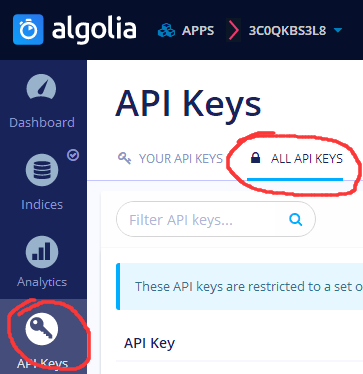 algolia APPS 3C0QKBS3L8
API Keys
Dashboard
YOUR API KEYS ALL API KEYS
Indices
Filter API keys...
Analytics
These API keys are restricted to a set o
API Key
API Keys